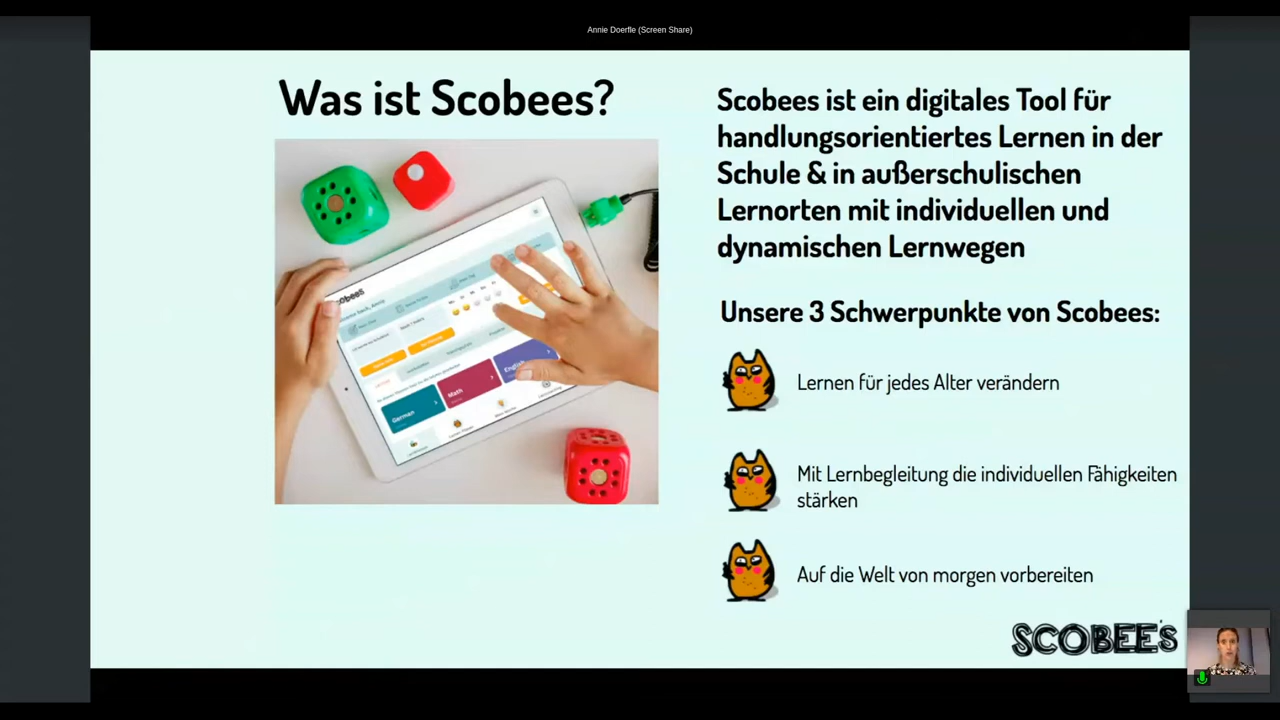 Annie Doerfle (Screen Share)
Was ist Scobees?
Scobees ist ein digitales Tool für
handlungsorientiertes Lernen in der
Schule & in außerschulischen
Lernorten mit individuellen und
dynamischen Lernwegen
Unsere 3 Schwerpunkte von Scobees:
Lernen für jedes Alter verändern
Mit Lernbegleitung die individuellen Fähigkeiten
stärken
Auf die Welt von morgen vorbereiten
German
Math
English
SCOBEE's